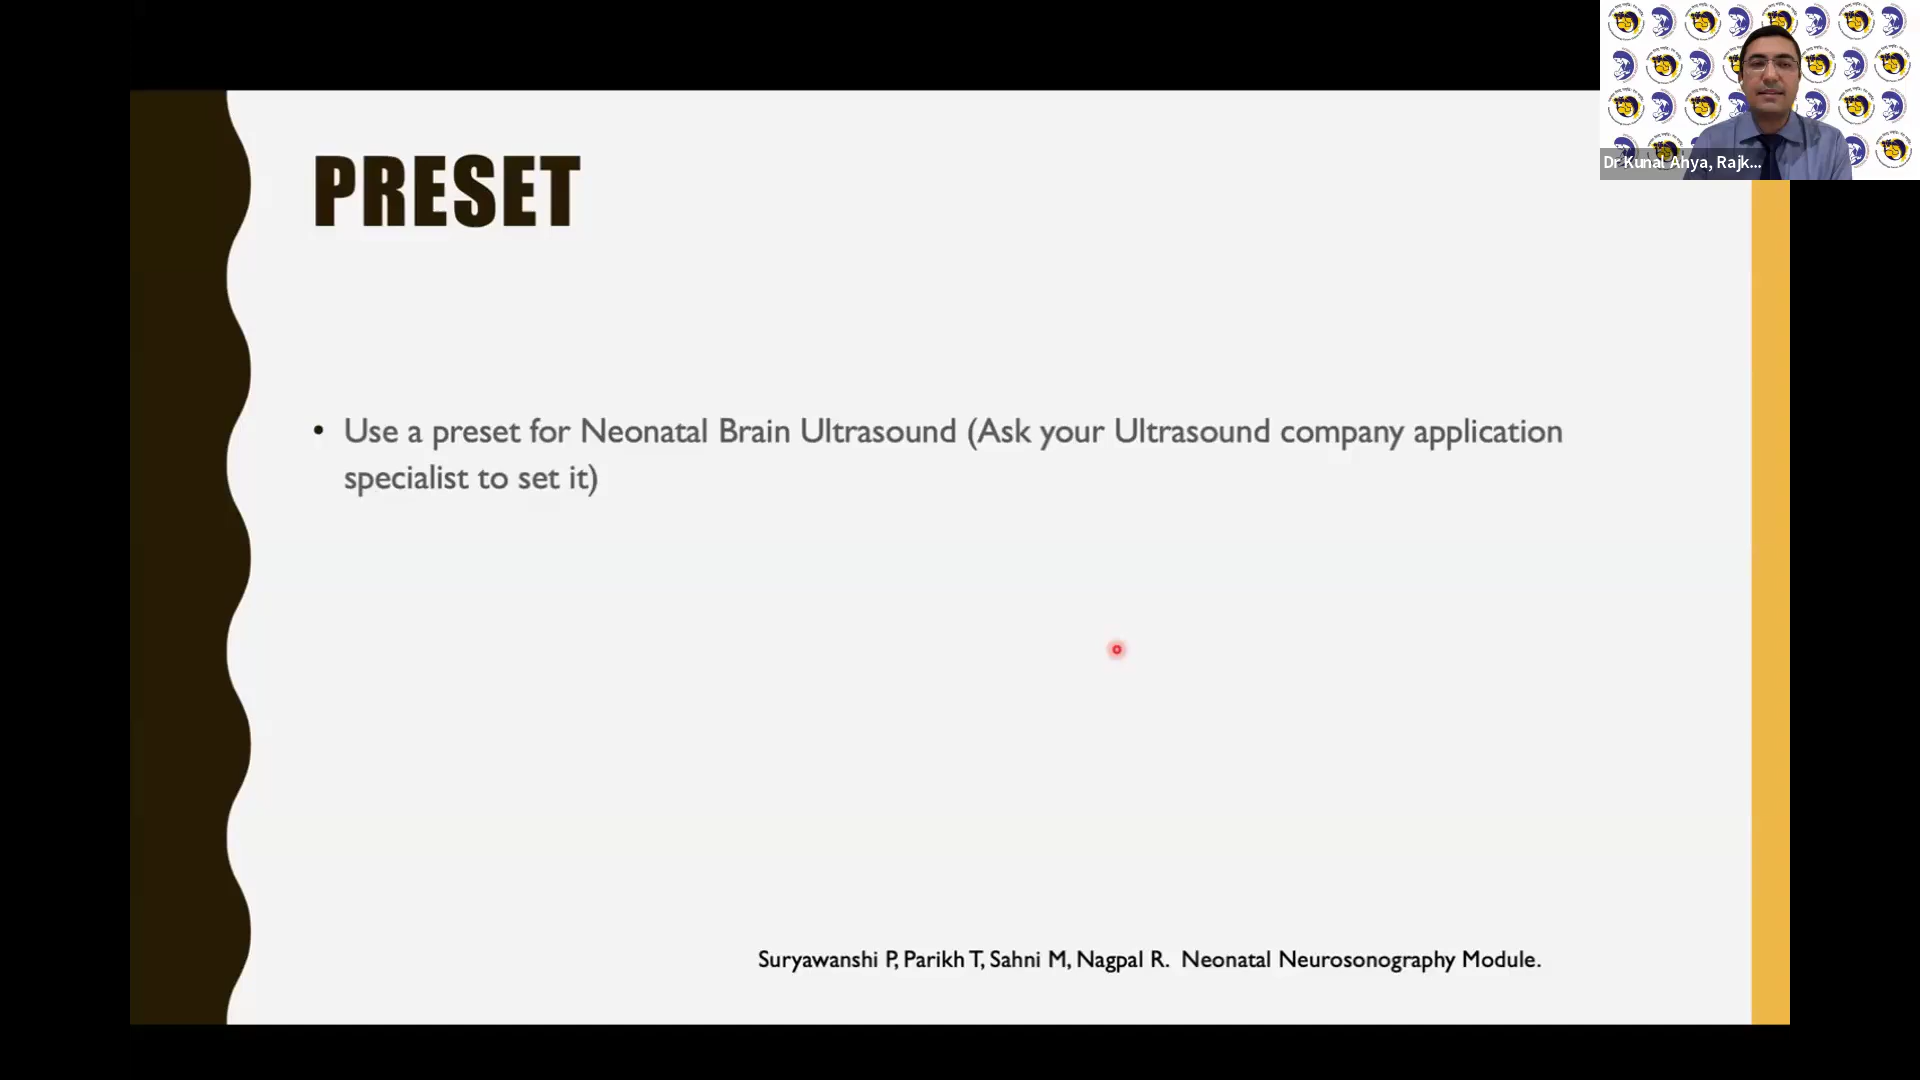 PRESET
• Use a preset for Neonatal Brain Ultrasound (Ask your Ultrasound company application
specialist to set it)
Suryawanshi P, Parikh T, Sahni M, Nagpal R. Neonatal Neurosonography Module.
Dr Kunal Ahya, Rajk...